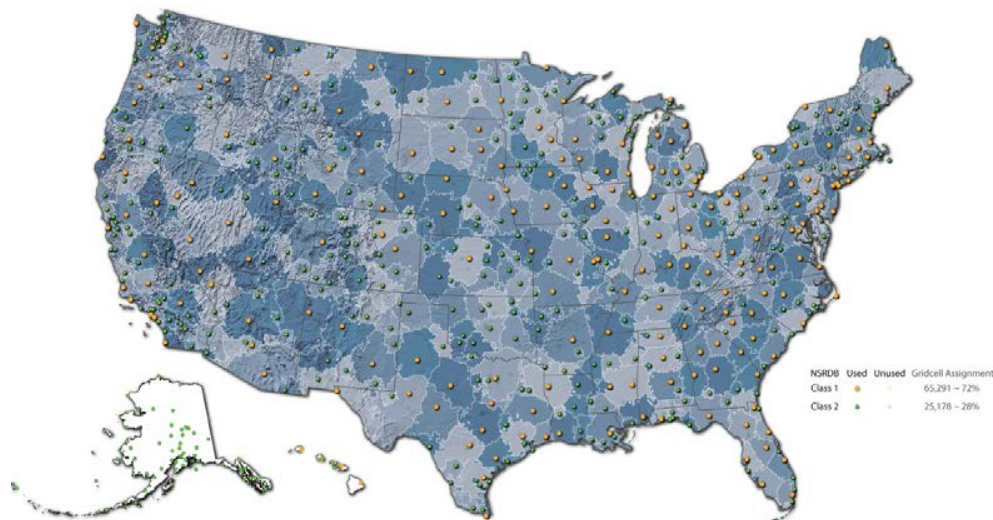 NSRDB Used Unused Gridcell Assignment
Class 1 65,291 ~ 72%
Class 2 25,178 ~ 28%